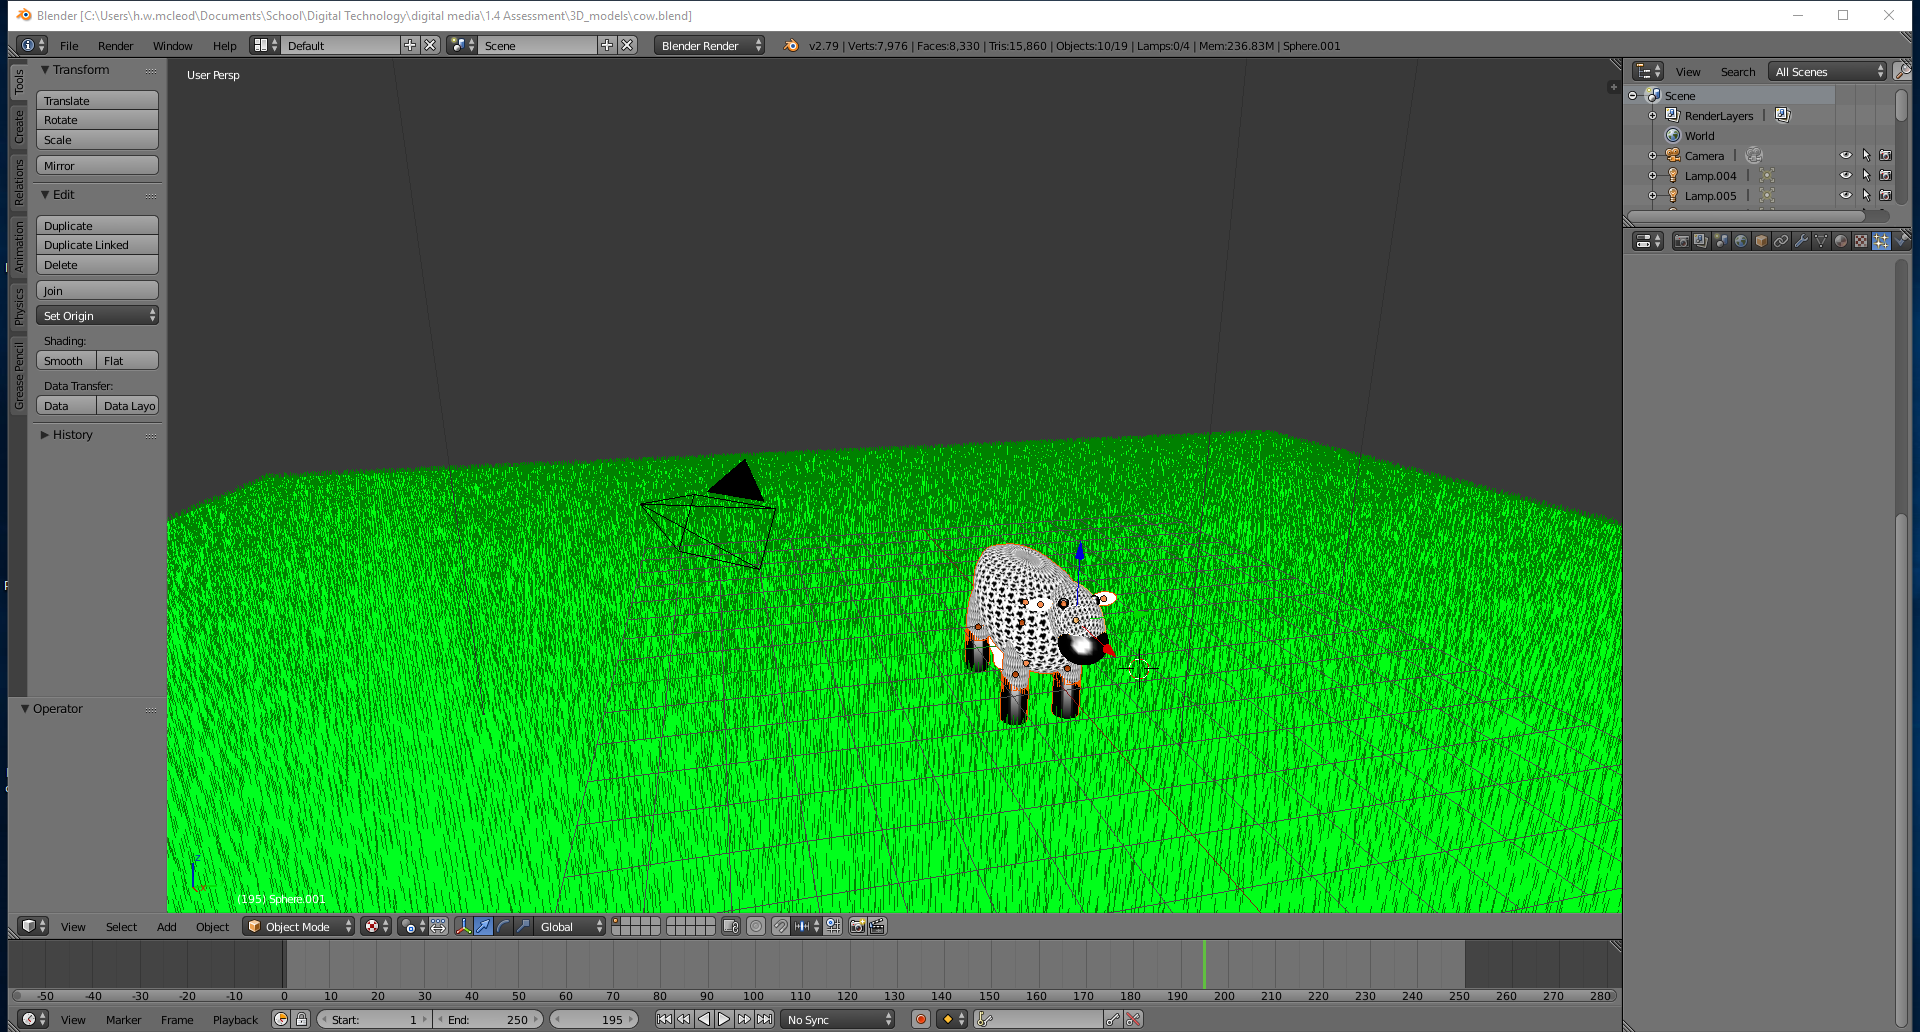 Blender [C:\Users\h.w.mcleod\Documents\School\Digital Technology\digital media\1.4 Assessment\3D_models\cow.blend]
File Render Window Help Default Scene Blender Render v2.79 | Verts:7,976 | Faces:8,330 | Tris:15,860 | Objects:10/19 | Lamps:0/4 | Mem:236.83M | Sphere.001
Tools
Create
Relations
Animation
Physics
Grease Pencil
Transform
Translate
Rotate
Scale
Mirror
Edit
Duplicate
Duplicate Linked
Delete
Join
Set Origin
Shading:
Smooth Flat
Data Transfer:
Data Data Layo
History
Operator
User Persp
(195) Sphere.001
View Search All Scenes
Scene
RenderLayers
World
Camera
Lamp.004
Lamp.005
View Select Add Object Object Mode Global
-50 -40 -30 -20 -10 0 10 20 30 40 50 60 70 80 90 100 110 120 130 140 150 160 170 180 190 200 210 220 230 240 250 260 270 280
View Marker Frame Playback Start: 1 End: 250 195 No Sync